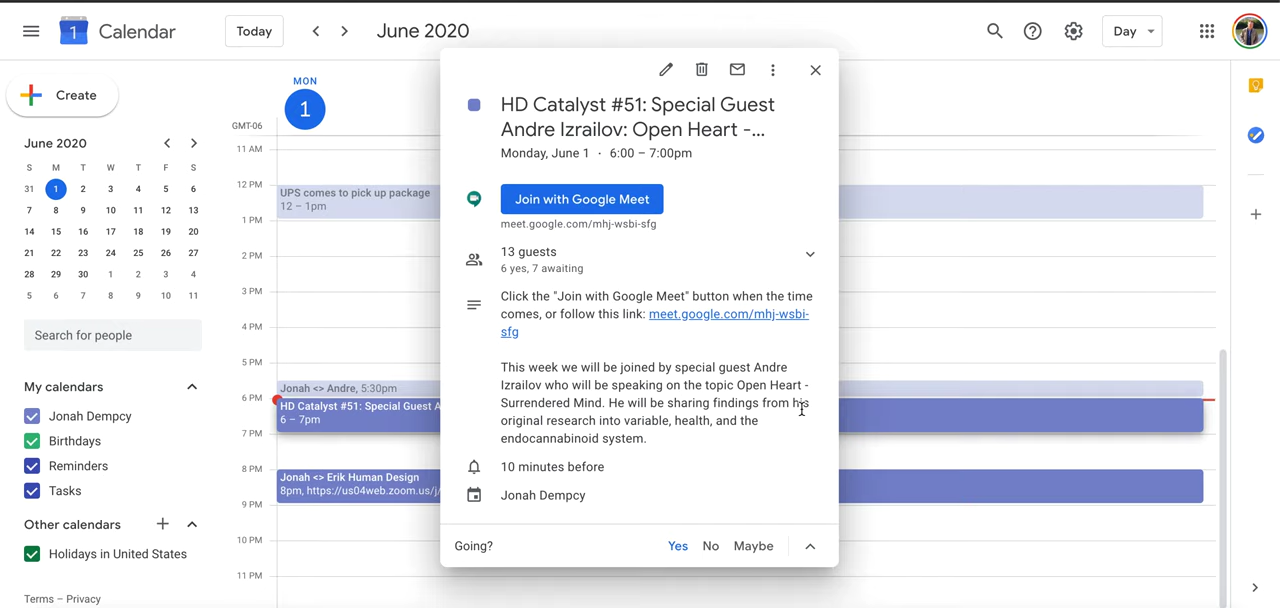 1 Calendar Today June 2020 Day
Create
June 2020
S M T W T F S
31 1 2 3 4 5 6
7 8 9 10 11 12 13
14 15 16 17 18 19 20
21 22 23 24 25 26 27
28 29 30 1 2 3 4
5 6 7 8 9 10 11
Search for people
My calendars
Jonah Dempcy
Birthdays
Reminders
Tasks
Other calendars
Holidays in United States
Terms – Privacy
MON
1
GMT-06
11 AM
12 PM
1 PM
2 PM
3 PM
4 PM
5 PM
6 PM
7 PM
8 PM
9 PM
10 PM
11 PM
UPS comes to pick up package
12 – 1pm
Jonah <> Andre, 5:30pm
HD Catalyst #51: Special Guest A
6 – 7pm
Jonah <> Erik Human Design
8pm, https://us04web.zoom.us/j/
HD Catalyst #51: Special Guest
Andre Izrailov: Open Heart -...
Monday, June 1 · 6:00 – 7:00pm
Join with Google Meet
meet.google.com/mhj-wsbi-sfg
13 guests
6 yes, 7 awaiting
Click the "Join with Google Meet" button when the time
comes, or follow this link: meet.google.com/mhj-wsbi-
sfg
This week we will be joined by special guest Andre
Izrailov who will be speaking on the topic Open Heart -
Surrendered Mind. He will be sharing findings from his
original research into variable, health, and the
endocannabinoid system.
10 minutes before
Jonah Dempcy
Going? Yes No Maybe